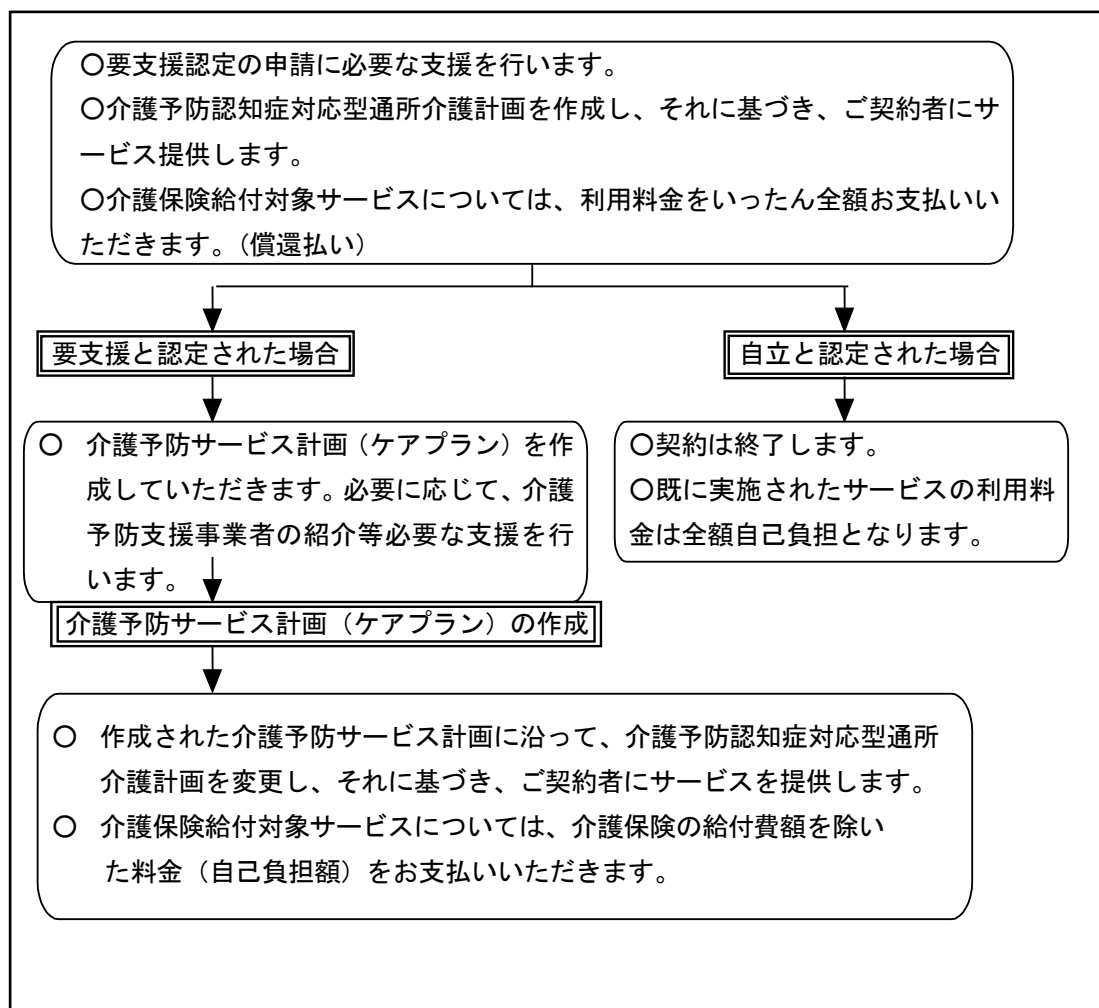 〇要支援認定の申請に必要な支援を行います。
〇介護予防認知症対応型通所介護計画を作成し、それに基づき、ご契約者にサ
ービス提供します。
〇介護保険給付対象サービスについては、利用料金をいったん全額お支払いい
ただきます。（償還払い）
要支援と認定された場合
自立と認定された場合
〇 介護予防サービス計画（ケアプラン）を作
成していただきます。必要に応じて、介護
予防支援事業者の紹介等必要な支援を行
います。
〇契約は終了します。
〇既に実施されたサービスの利用料
金は全額自己負担となります。
介護予防サービス計画（ケアプラン）の作成
〇 作成された介護予防サービス計画に沿って、介護予防認知症対応型通所
介護計画を変更し、それに基づき、ご契約者にサービスを提供します。
〇 介護保険給付対象サービスについては、介護保険の給付費額を除い
た料金（自己負担額）をお支払いいただきます。